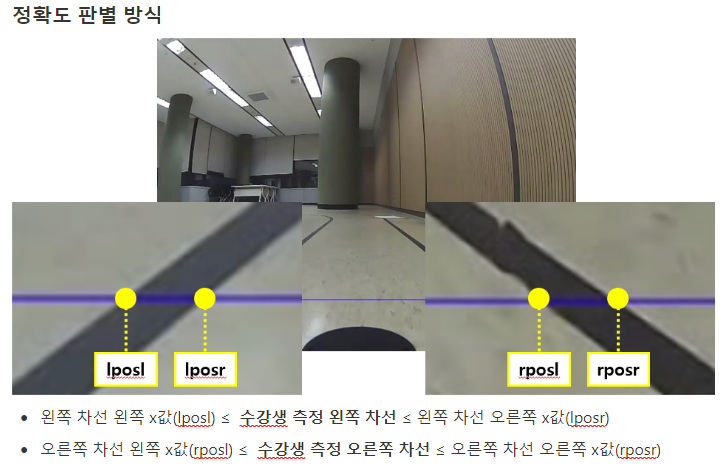 정확도 판별 방식
lposl lposr rposl rposr
• 왼쪽 차선 왼쪽 x값(lposl) ≤ 수강생 측정 왼쪽 차선 ≤ 왼쪽 차선 오른쪽 x값(lposr)
• 오른쪽 차선 왼쪽 x값(rposl) ≤ 수강생 측정 오른쪽 차선 ≤ 오른쪽 차선 오른쪽 x값(rposr)